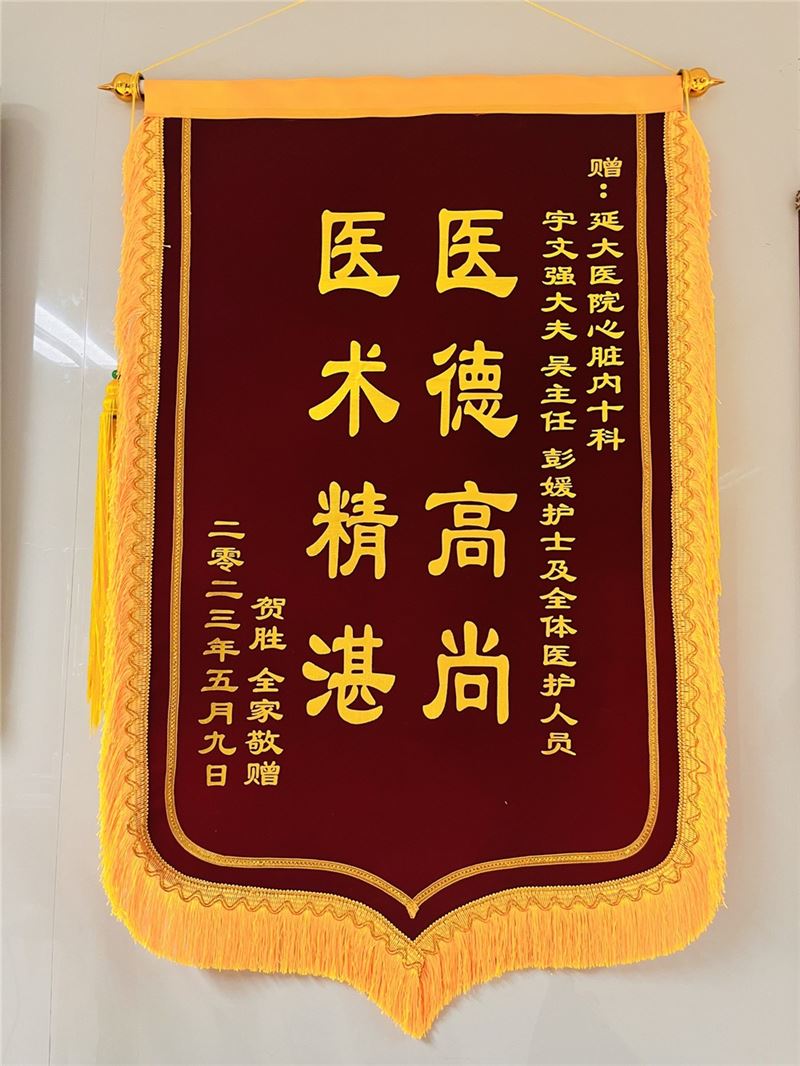 赠：延大医院心脏内十科
宇文强大夫 吴主任 彭媛护士及全体医护人员
医德高尚
医术精湛
贺胜 全家敬赠
二零二三年五月九日